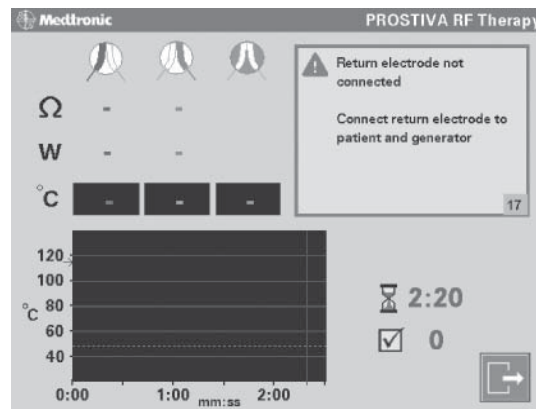 Medtronic
PROSTIVA RF Therapy
Return electrode not
connected
Connect return electrode to
patient and generator
17
Ω - -
W - -
°C - - -
120
100
80
60
40
°C
0:00 1:00 mm:ss 2:00
2:20
0